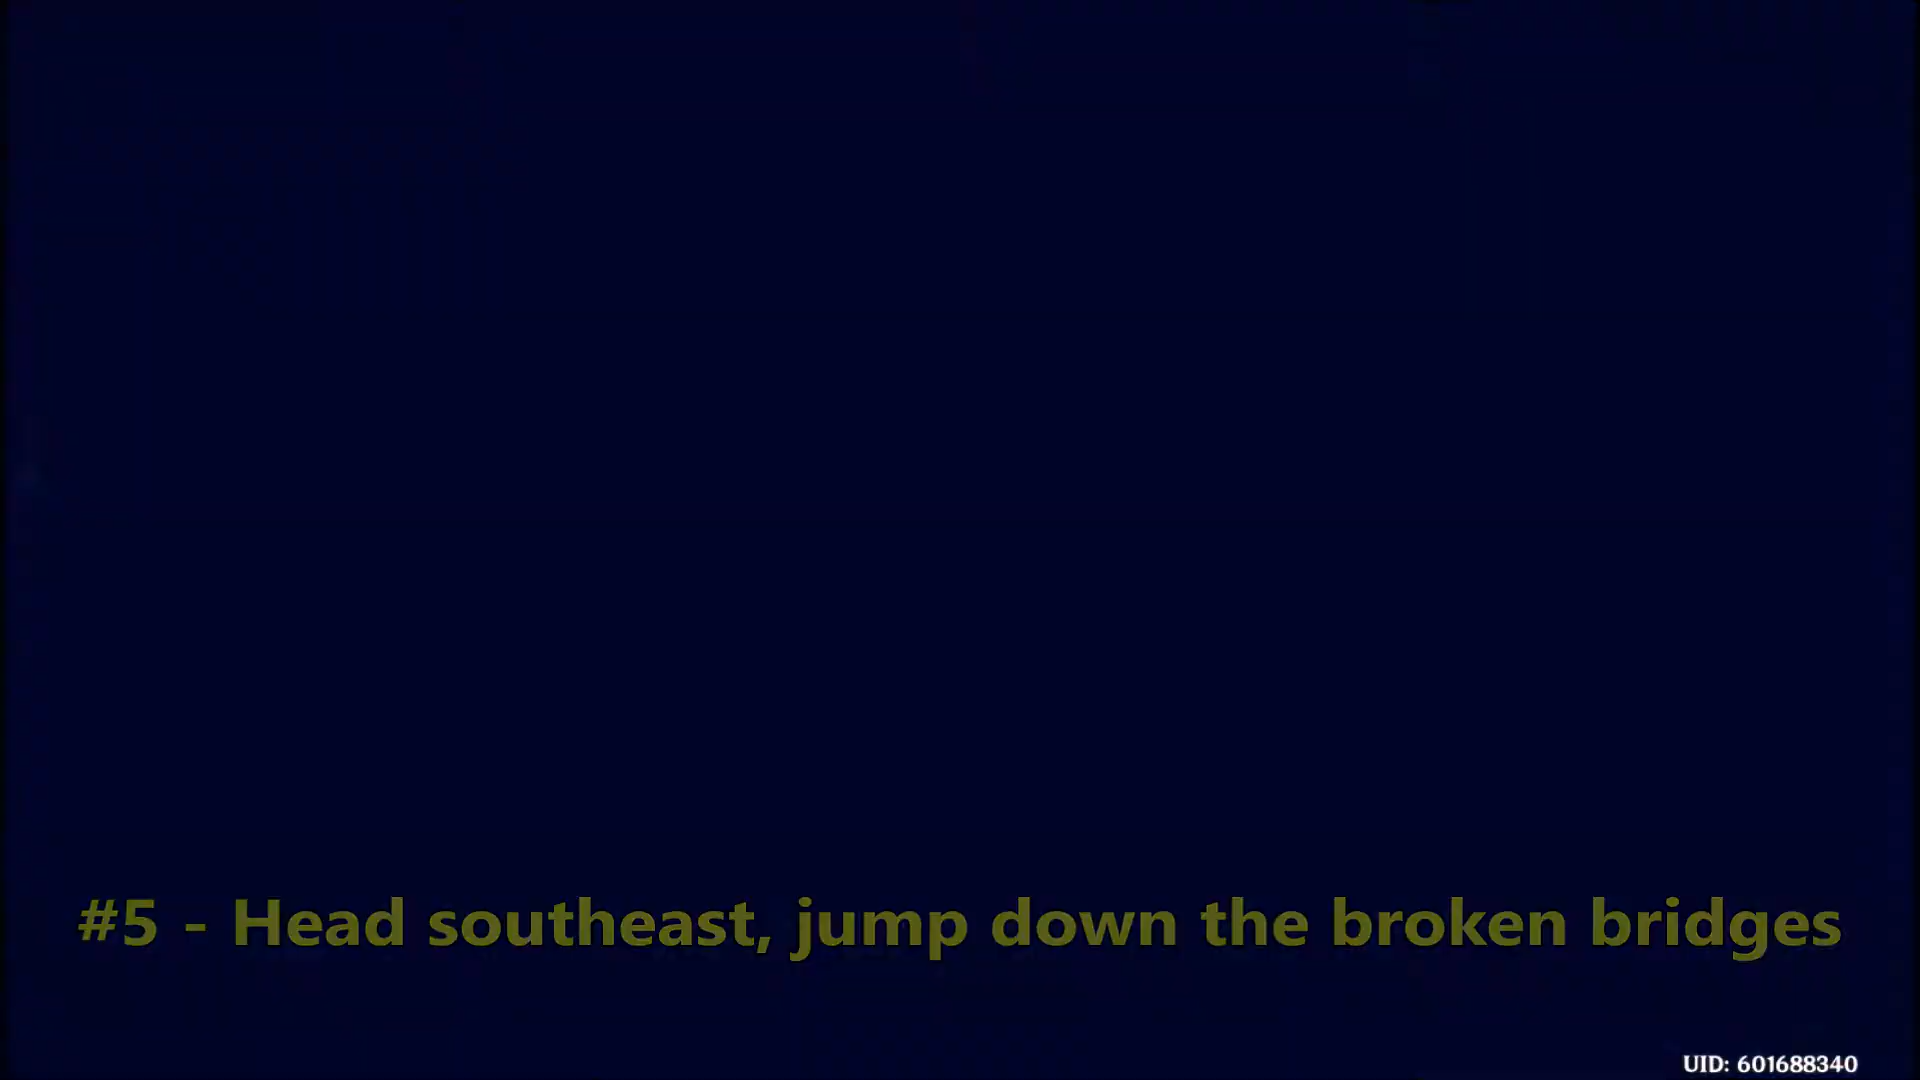 #5 - Head southeast, jump down the broken bridges
UID: 601688340